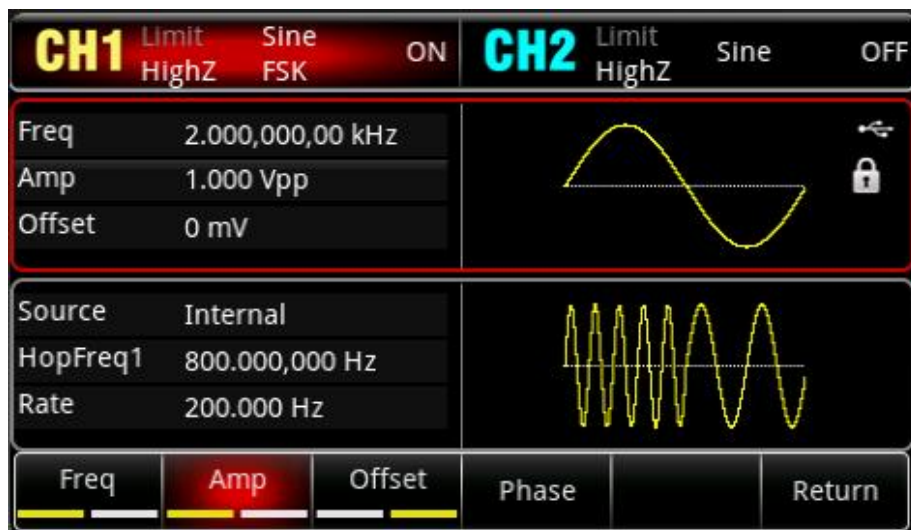 CH1 Limit Sine ON CH2 Limit Sine OFF
HighZ FSK HighZ
Freq 2.000,000,00 kHz
Amp 1.000 Vpp
Offset 0 mV
Source Internal
HopFreq1 800.000,000 Hz
Rate 200.000 Hz
Freq Amp Offset Phase Return